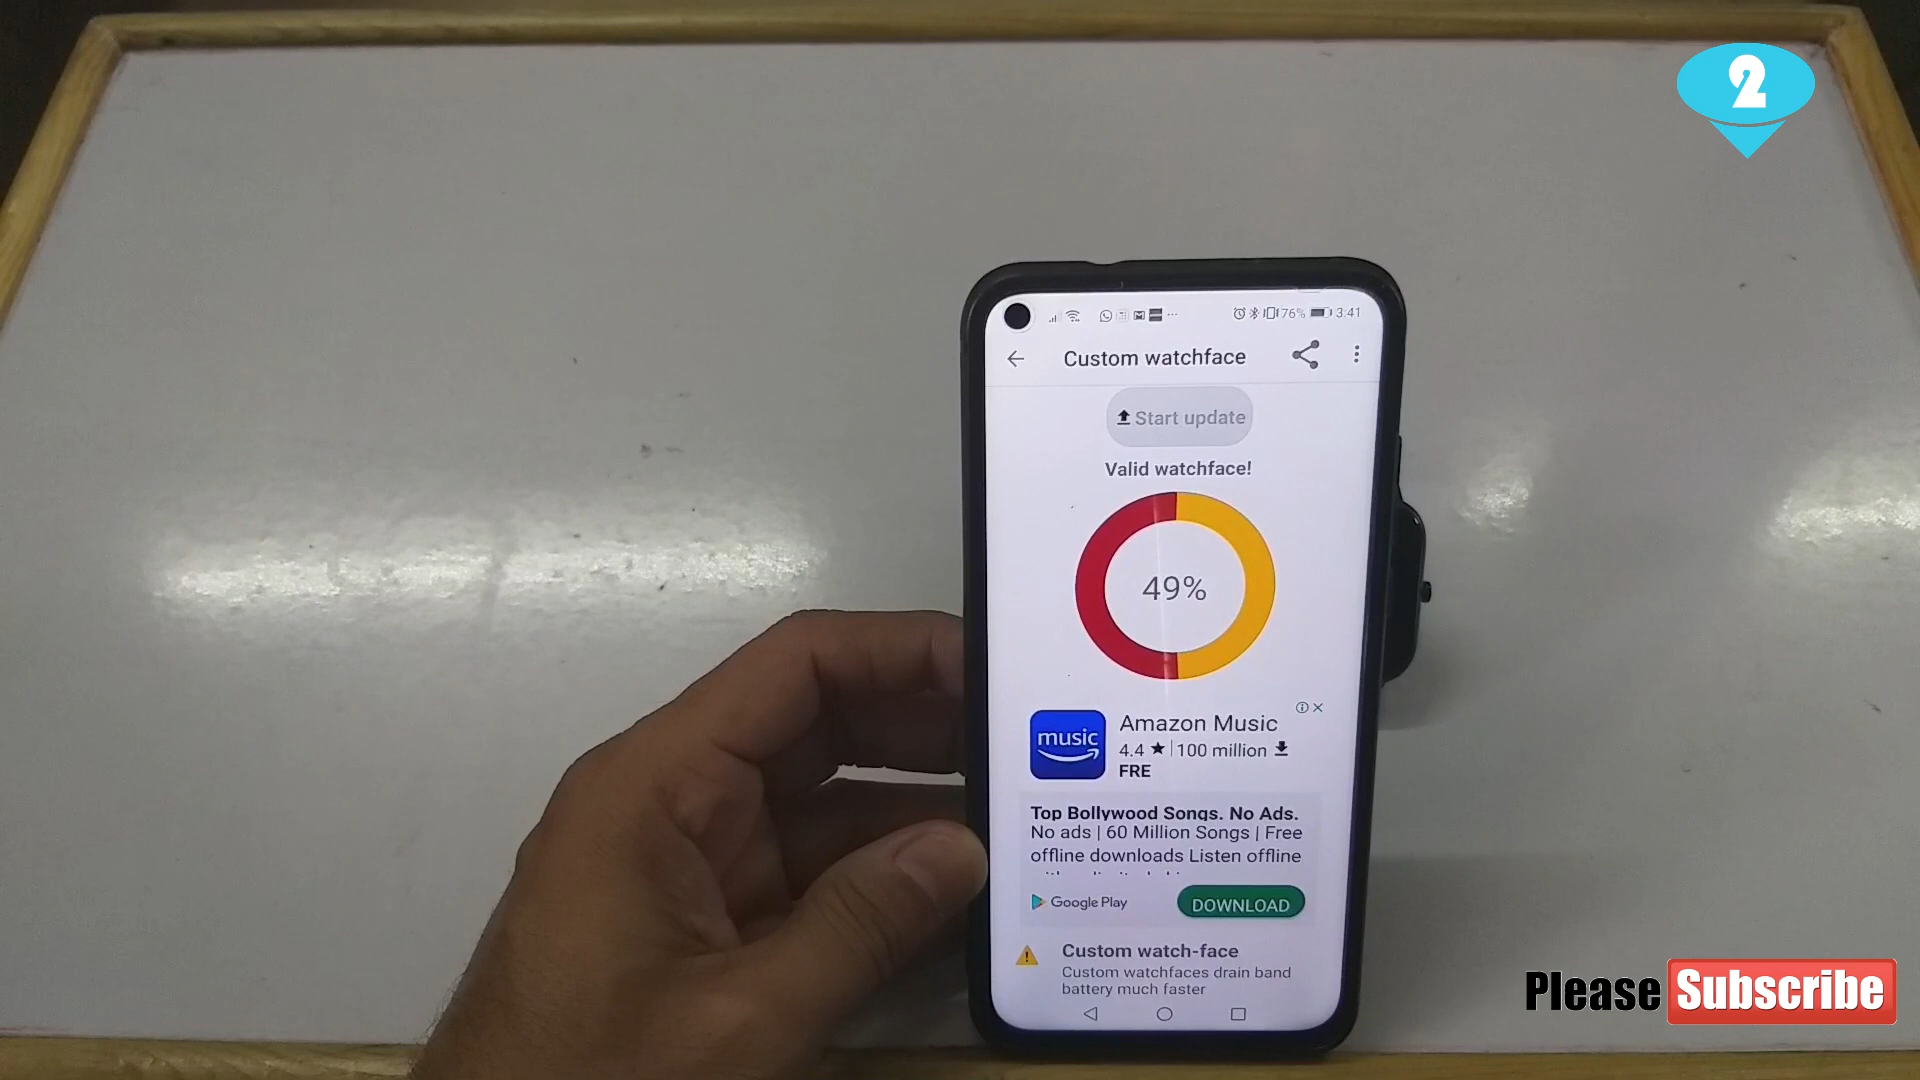 2
76% 3:41
Custom watchface
Start update
Valid watchface!
49%
Amazon Music
music
4.4 ★ | 100 million
FRE
Top Bollywood Songs. No Ads.
No ads | 60 Million Songs | Free
offline downloads Listen offline
Google Play
DOWNLOAD
Custom watch-face
Custom watchfaces drain band
battery much faster
Please Subscribe